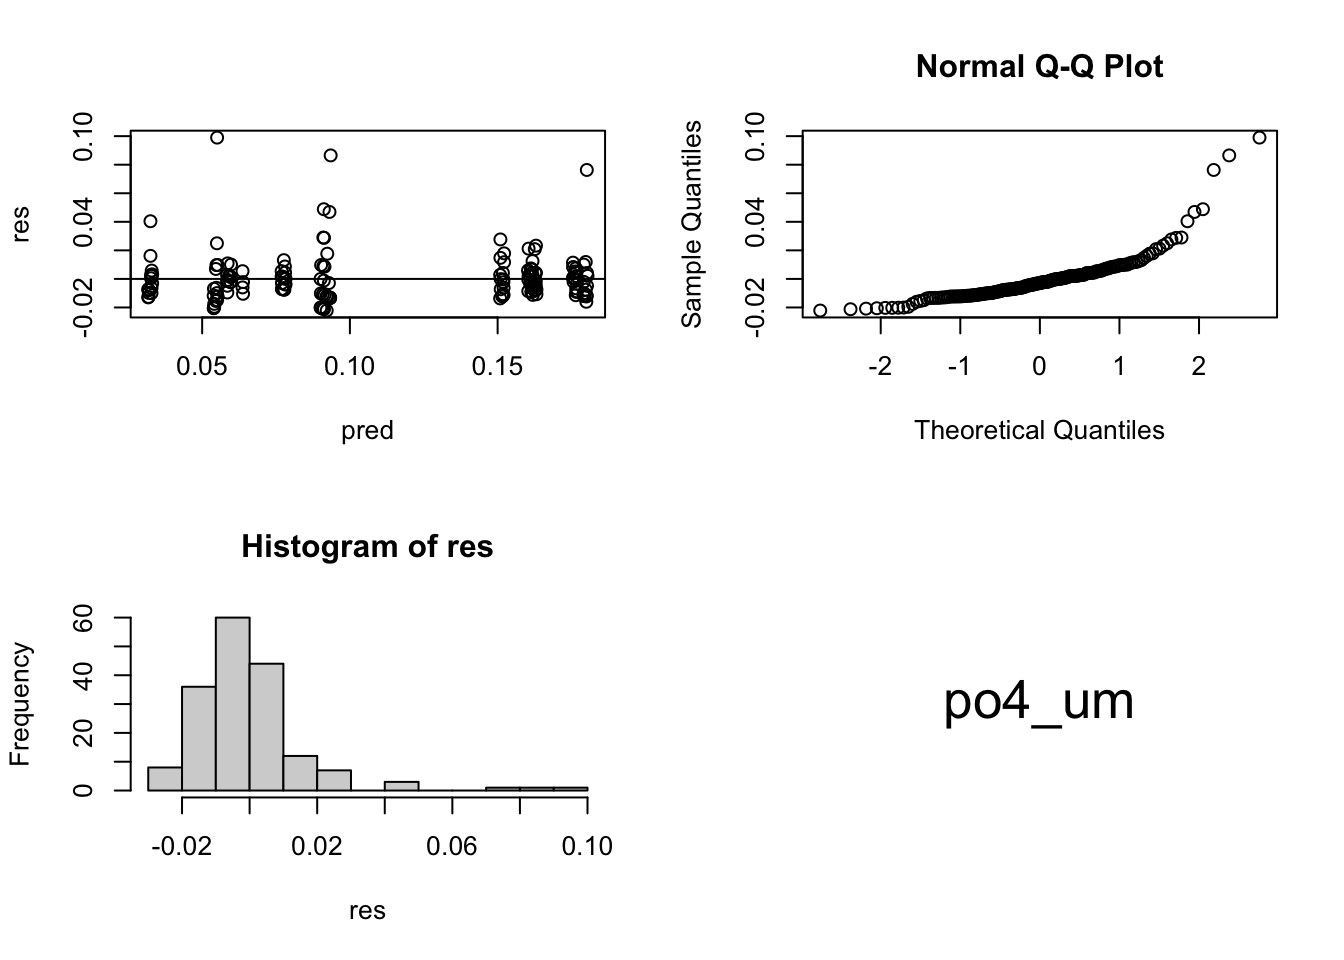 res
0.10
0.04
-0.02
0.05 0.10 0.15
pred
Normal Q-Q Plot
Sample Quantiles
0.10
0.04
-0.02
-2 -1 0 1 2
Theoretical Quantiles
Histogram of res
Frequency
60
40
20
0
-0.02 0.02 0.06 0.10
res
po4_um